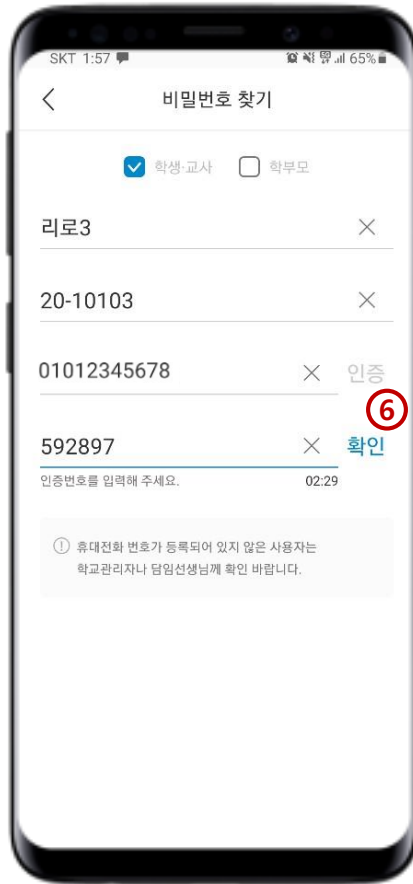 SKT 1:57 65%
비밀번호 찾기
학생·교사 학부모
리로3
20-10103
01012345678 인증
6
592897 확인
인증번호를 입력해 주세요. 02:29
휴대전화 번호가 등록되어 있지 않은 사용자는
학교관리자나 담임선생님께 확인 바랍니다.